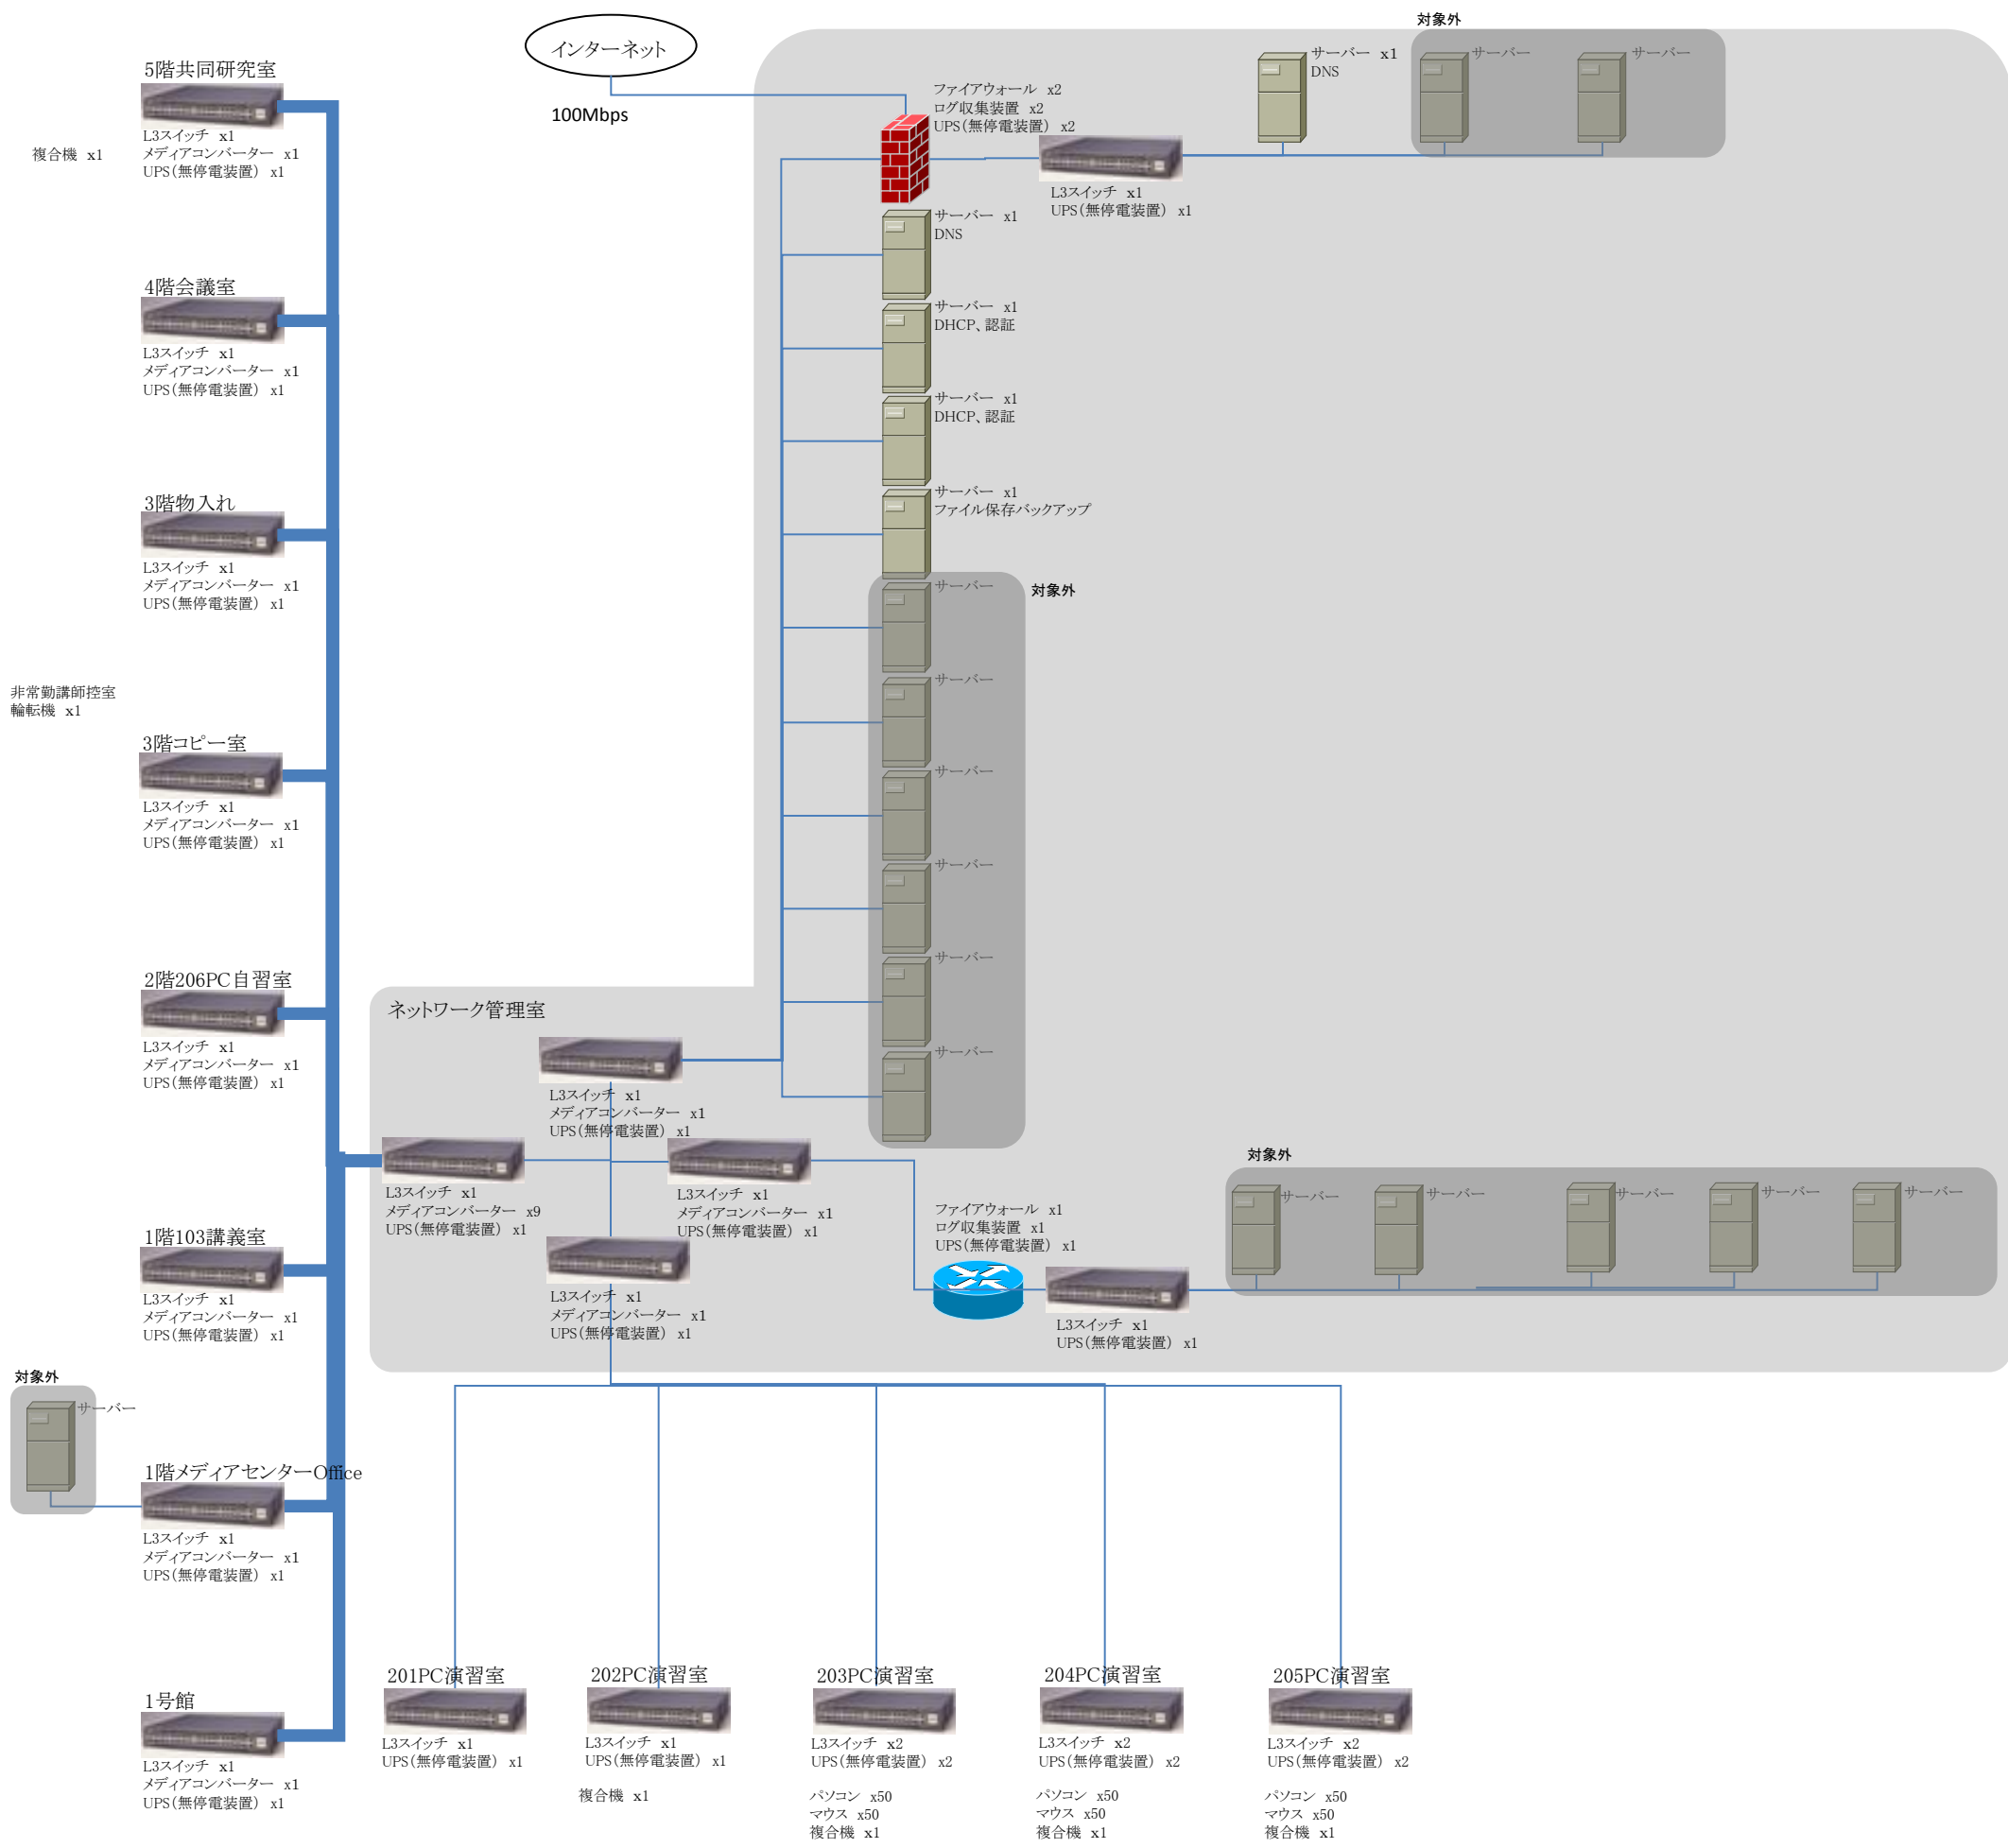 対象外
インターネット
100Mbps
ファイアウォール x2
ログ収集装置 x2
UPS(無停電装置) x2
サーバー x1
DNS
サーバー
サーバー
L3スイッチ x1
UPS(無停電装置) x1
5階共同研究室
L3スイッチ x1
メディアコンバーター x1
UPS(無停電装置) x1
複合機 x1
4階会議室
L3スイッチ x1
メディアコンバーター x1
UPS(無停電装置) x1
3階物入れ
L3スイッチ x1
メディアコンバーター x1
UPS(無停電装置) x1
非常勤講師控室
輪転機 x1
3階コピー室
L3スイッチ x1
メディアコンバーター x1
UPS(無停電装置) x1
2階206PC自習室
L3スイッチ x1
メディアコンバーター x1
UPS(無停電装置) x1
1階103講義室
L3スイッチ x1
メディアコンバーター x1
UPS(無停電装置) x1
対象外
サーバー
1階メディアセンターOffice
L3スイッチ x1
メディアコンバーター x1
UPS(無停電装置) x1
1号館
L3スイッチ x1
メディアコンバーター x1
UPS(無停電装置) x1
サーバー x1
DNS
サーバー x1
DHCP、認証
サーバー x1
DHCP、認証
サーバー x1
ファイル保存バックアップ
対象外
サーバー
サーバー
サーバー
サーバー
サーバー
サーバー
ネットワーク管理室
L3スイッチ x1
メディアコンバーター x1
UPS(無停電装置) x1
L3スイッチ x1
メディアコンバーター x9
UPS(無停電装置) x1
L3スイッチ x1
メディアコンバーター x1
UPS(無停電装置) x1
L3スイッチ x1
メディアコンバーター x1
UPS(無停電装置) x1
ファイアウォール x1
ログ収集装置 x1
UPS(無停電装置) x1
L3スイッチ x1
UPS(無停電装置) x1
対象外
サーバー
サーバー
サーバー
サーバー
サーバー
201PC演習室
L3スイッチ x1
UPS(無停電装置) x1
202PC演習室
L3スイッチ x1
UPS(無停電装置) x1
複合機 x1
203PC演習室
L3スイッチ x2
UPS(無停電装置) x2
パソコン x50
マウス x50
複合機 x1
204PC演習室
L3スイッチ x2
UPS(無停電装置) x2
パソコン x50
マウス x50
複合機 x1
205PC演習室
L3スイッチ x2
UPS(無停電装置) x2
パソコン x50
マウス x50
複合機 x1